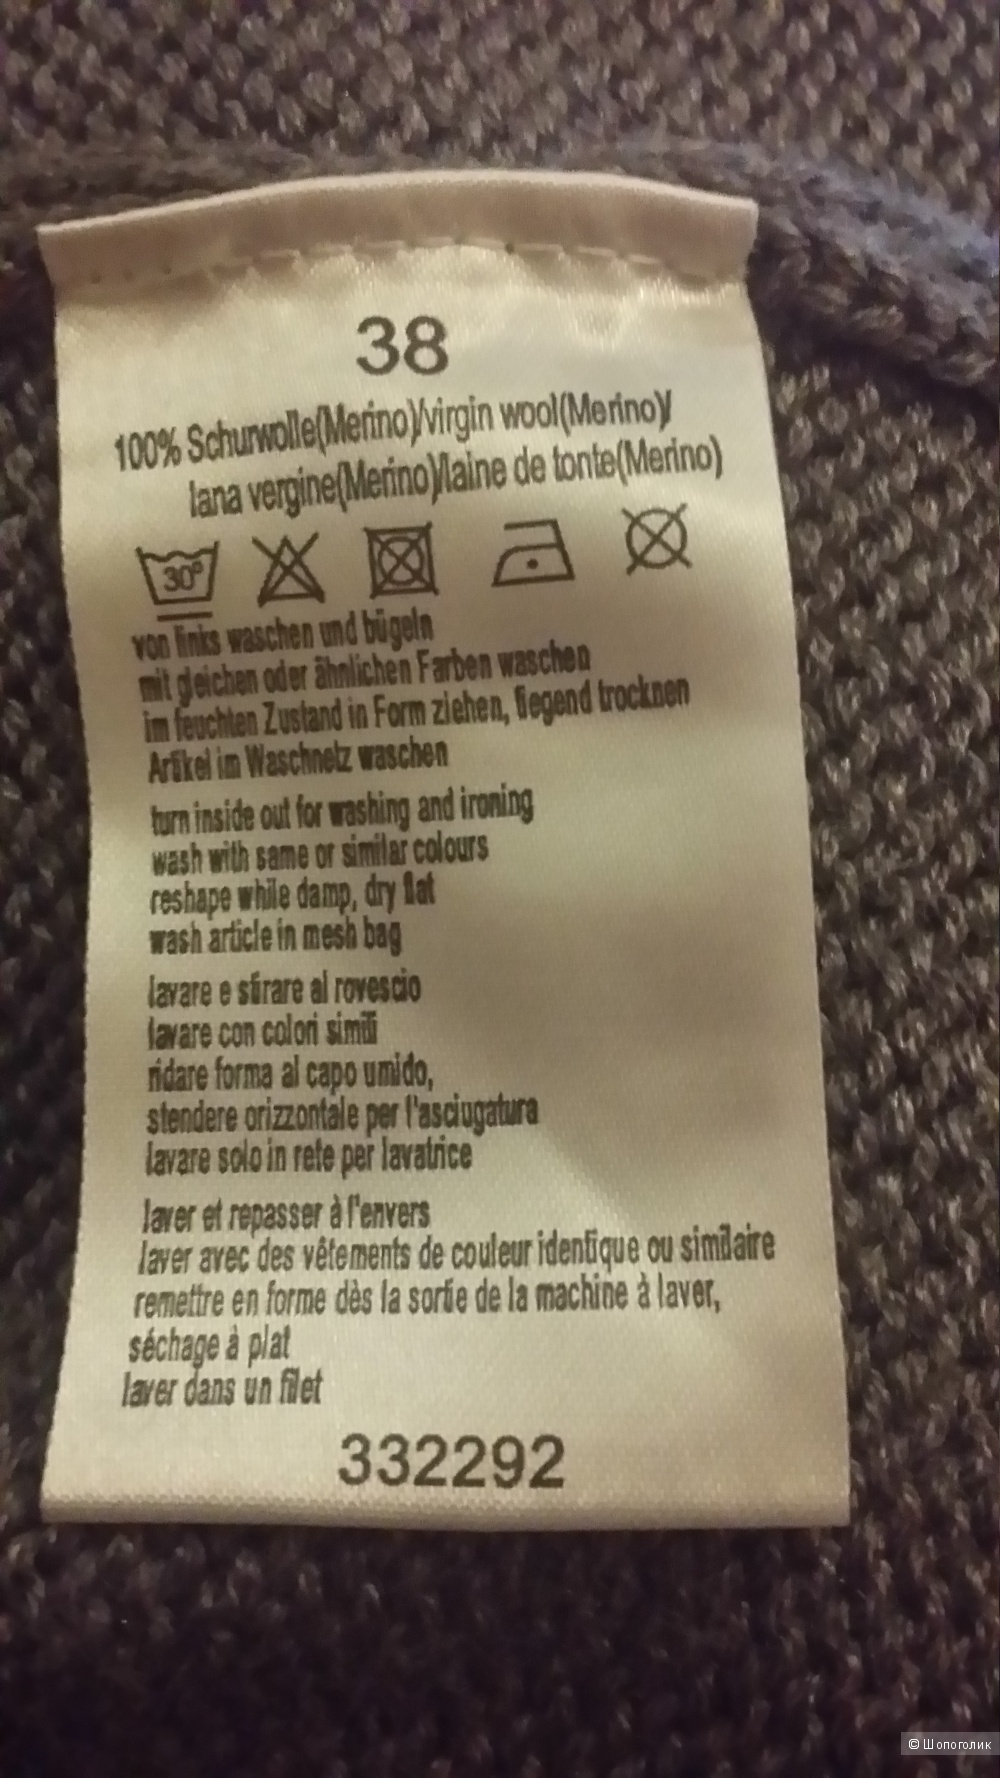 38
100% Schurwolle(Merino)/virgin wool(Merino)/
lana vergine(Merino)/laine de tonte(Merino)
30°
von links waschen und bügeln
mit gleichen oder ähnlichen Farben waschen
im feuchten Zustand in Form ziehen, liegend trocknen
Artikel im Waschnetz waschen
turn inside out for washing and ironing
wash with same or similar colours
reshape while damp, dry flat
wash article in mesh bag
lavare e stirare al rovescio
lavare con colori simili
ridare forma al capo umido,
stendere orizzontale per l'asciugatura
lavare solo in rete per lavatrice
laver et repasser à l'envers
laver avec des vêtements de couleur identique ou similaire
remettre en forme dès la sortie de la machine à laver,
séchage à plat
laver dans un filet
332292
© Шопоголик